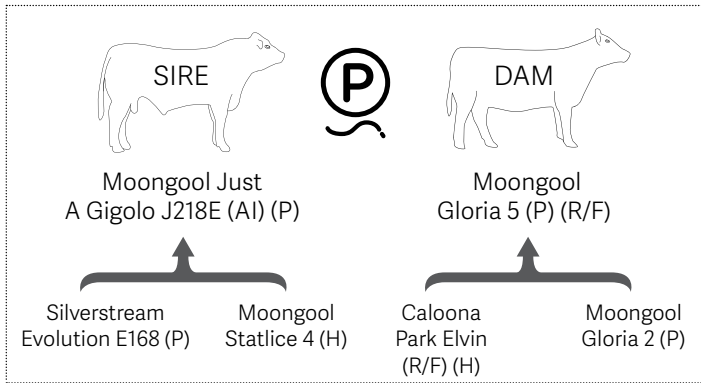 SIRE
P
DAM
Moongool Just
A Gigolo J218E (AI) (P)
Moongool
Gloria 5 (P) (R/F)
Silverstream
Evolution E168 (P)
Moongool
Statlice 4 (H)
Caloona
Park Elvin
(R/F) (H)
Moongool
Gloria 2 (P)